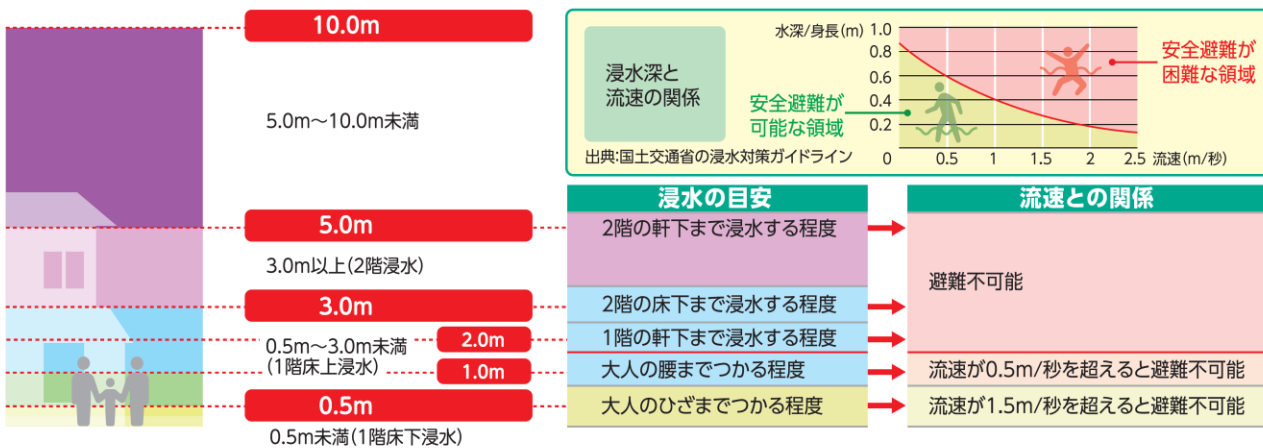 10.0m
5.0m～10.0m未満
5.0m
3.0m以上(2階浸水)
3.0m
2.0m
0.5m～3.0m未満
(1階床上浸水)
1.0m
0.5m
0.5m未満(1階床下浸水)
浸水深と
流速の関係
出典:国土交通省の浸水対策ガイドライン
水深/身長(m)
1.0
0.8
0.6
0.4
0.2
0
0.5
1
1.5
2
2.5
流速(m/秒)
安全避難が
可能な領域
安全避難が
困難な領域
浸水の目安
流速との関係
2階の軒下まで浸水する程度
2階の床下まで浸水する程度
1階の軒下まで浸水する程度
避難不可能
大人の腰までつかる程度
流速が0.5m/秒を超えると避難不可能
大人のひざまでつかる程度
流速が1.5m/秒を超えると避難不可能